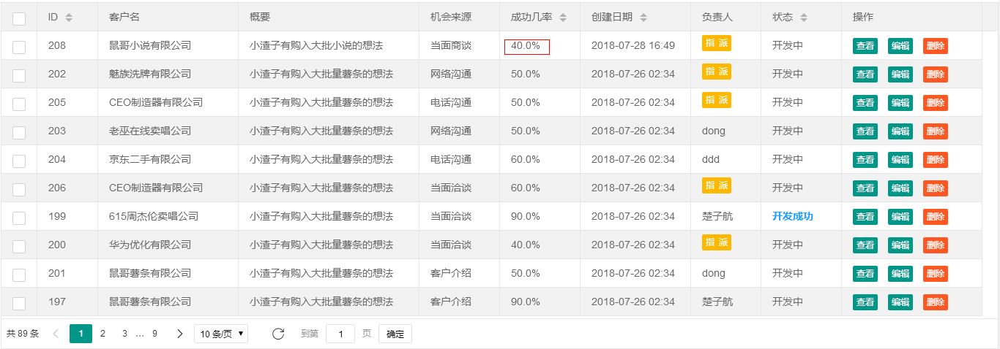 ID 客户名 概要 机会来源 成功几率 创建日期 负责人 状态 操作
208 鼠哥小说有限公司 小渣子有购入大批小说的想法 当面商谈 40.0% 2018-07-28 16:49 指 派 开发中 查看 编辑 删除
202 魅族洗牌有限公司 小渣子有购入大批量薯条的想法 网络沟通 50.0% 2018-07-26 02:34 指 派 开发中 查看 编辑 删除
205 CEO制造器有限公司 小渣子有购入大批量薯条的想法 电话沟通 50.0% 2018-07-26 02:34 指 派 开发中 查看 编辑 删除
203 老巫在线卖唱公司 小渣子有购入大批量薯条的想法 网络沟通 50.0% 2018-07-26 02:34 dong 开发中 查看 编辑 删除
204 京东二手有限公司 小渣子有购入大批量薯条的想法 电话沟通 60.0% 2018-07-26 02:34 ddd 开发中 查看 编辑 删除
206 CEO制造器有限公司 小渣子有购入大批量薯条的想法 当面洽谈 60.0% 2018-07-26 02:34 指 派 开发中 查看 编辑 删除
199 615周杰伦卖唱公司 小渣子有购入大批量薯条的想法 当面洽谈 90.0% 2018-07-26 02:34 楚子航 开发成功 查看 编辑 删除
200 华为优化有限公司 小渣子有购入大批量薯条的想法 当面洽谈 40.0% 2018-07-26 02:34 指 派 开发中 查看 编辑 删除
201 鼠哥薯条有限公司 小渣子有购入大批量薯条的想法 客户介绍 50.0% 2018-07-26 02:34 dong 开发中 查看 编辑 删除
197 鼠哥薯条有限公司 小渣子有购入大批量薯条的想法 客户介绍 90.0% 2018-07-26 02:34 楚子航 开发中 查看 编辑 删除
共 89 条 1 2 3 … 9 10 条/页 到第 1 页 确定